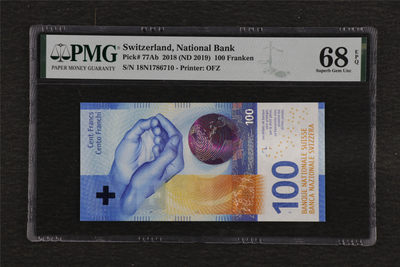 PMG
PAPER MONEY GUARANTY
Switzerland, National Bank
Pick# 77Ab 2018 (ND 2019) 100 Franken
S/N 18N1786710 - Printer: OFZ
68 EPQ
Superb Gem Unc
Cent Francs
Cento Franchi
100
100
BANQUE NATIONALE SUISSE
BANCA NAZIONALE SVIZZERA